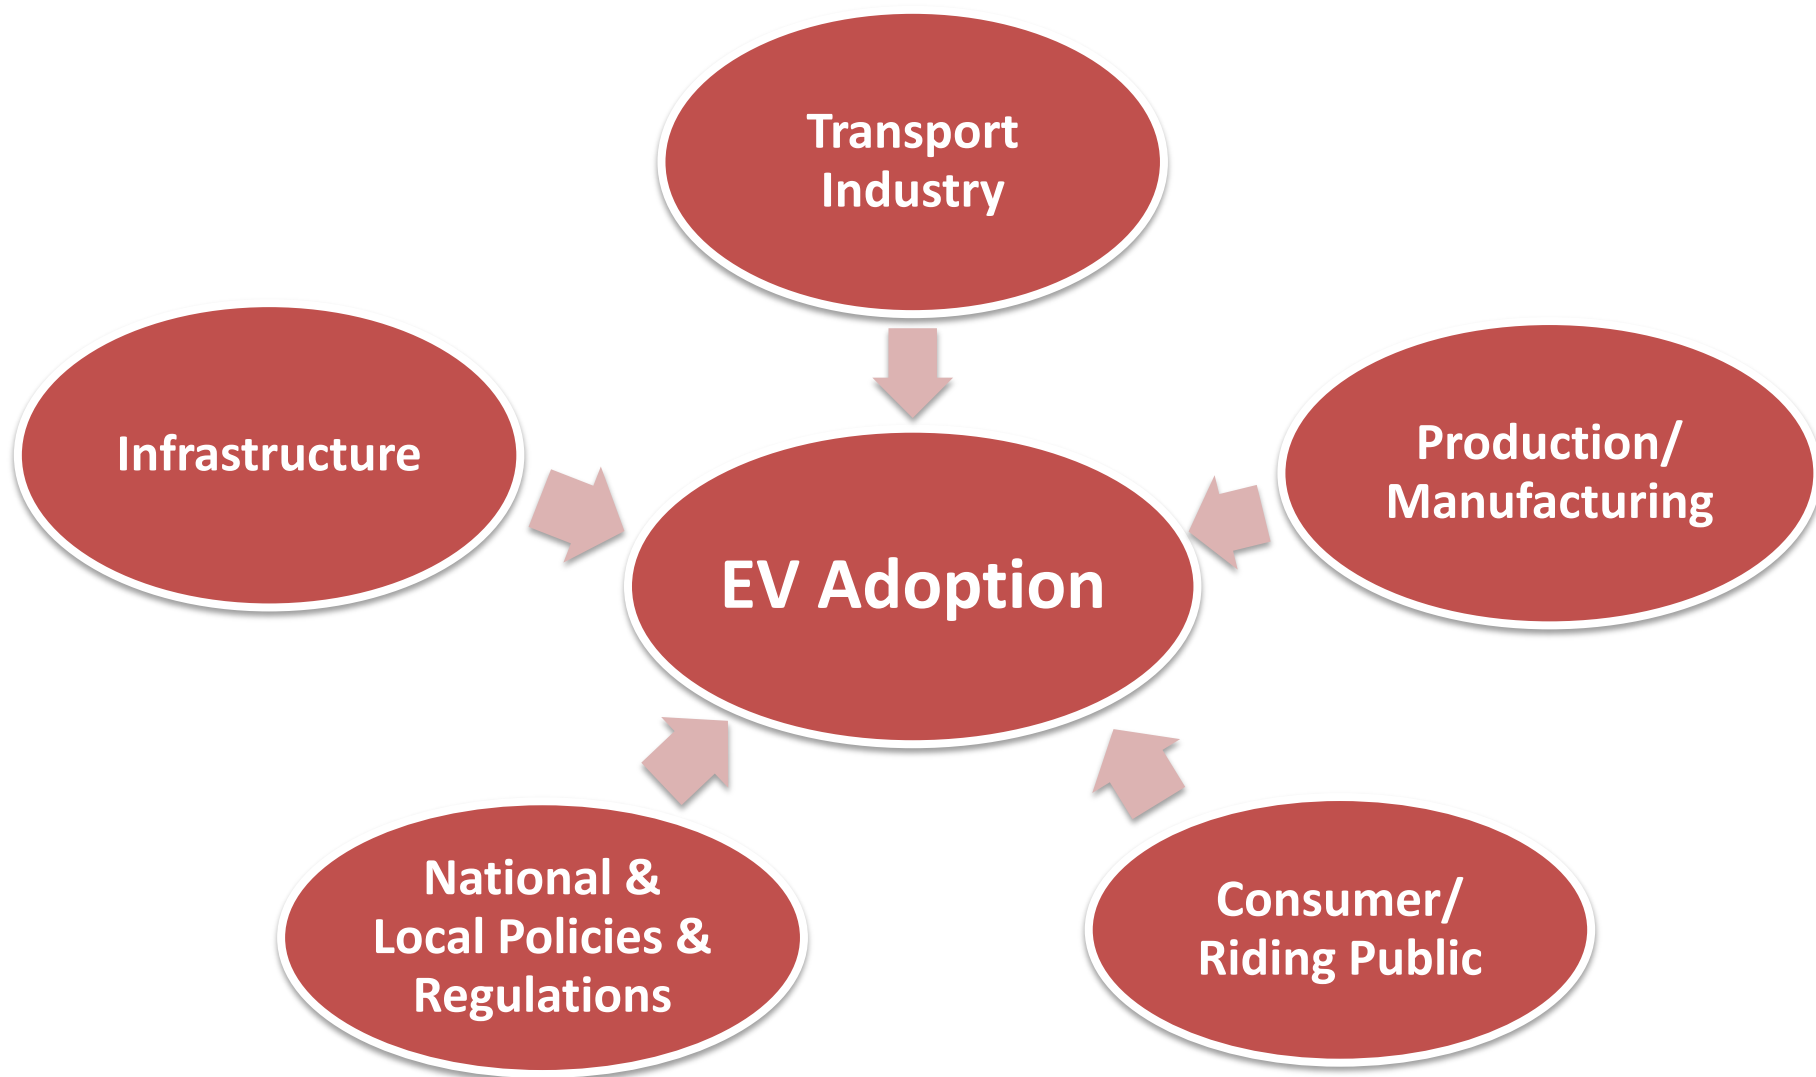 Transport
Industry
Infrastructure
Production/
Manufacturing
EV Adoption
National &
Local Policies &
Regulations
Consumer/
Riding Public